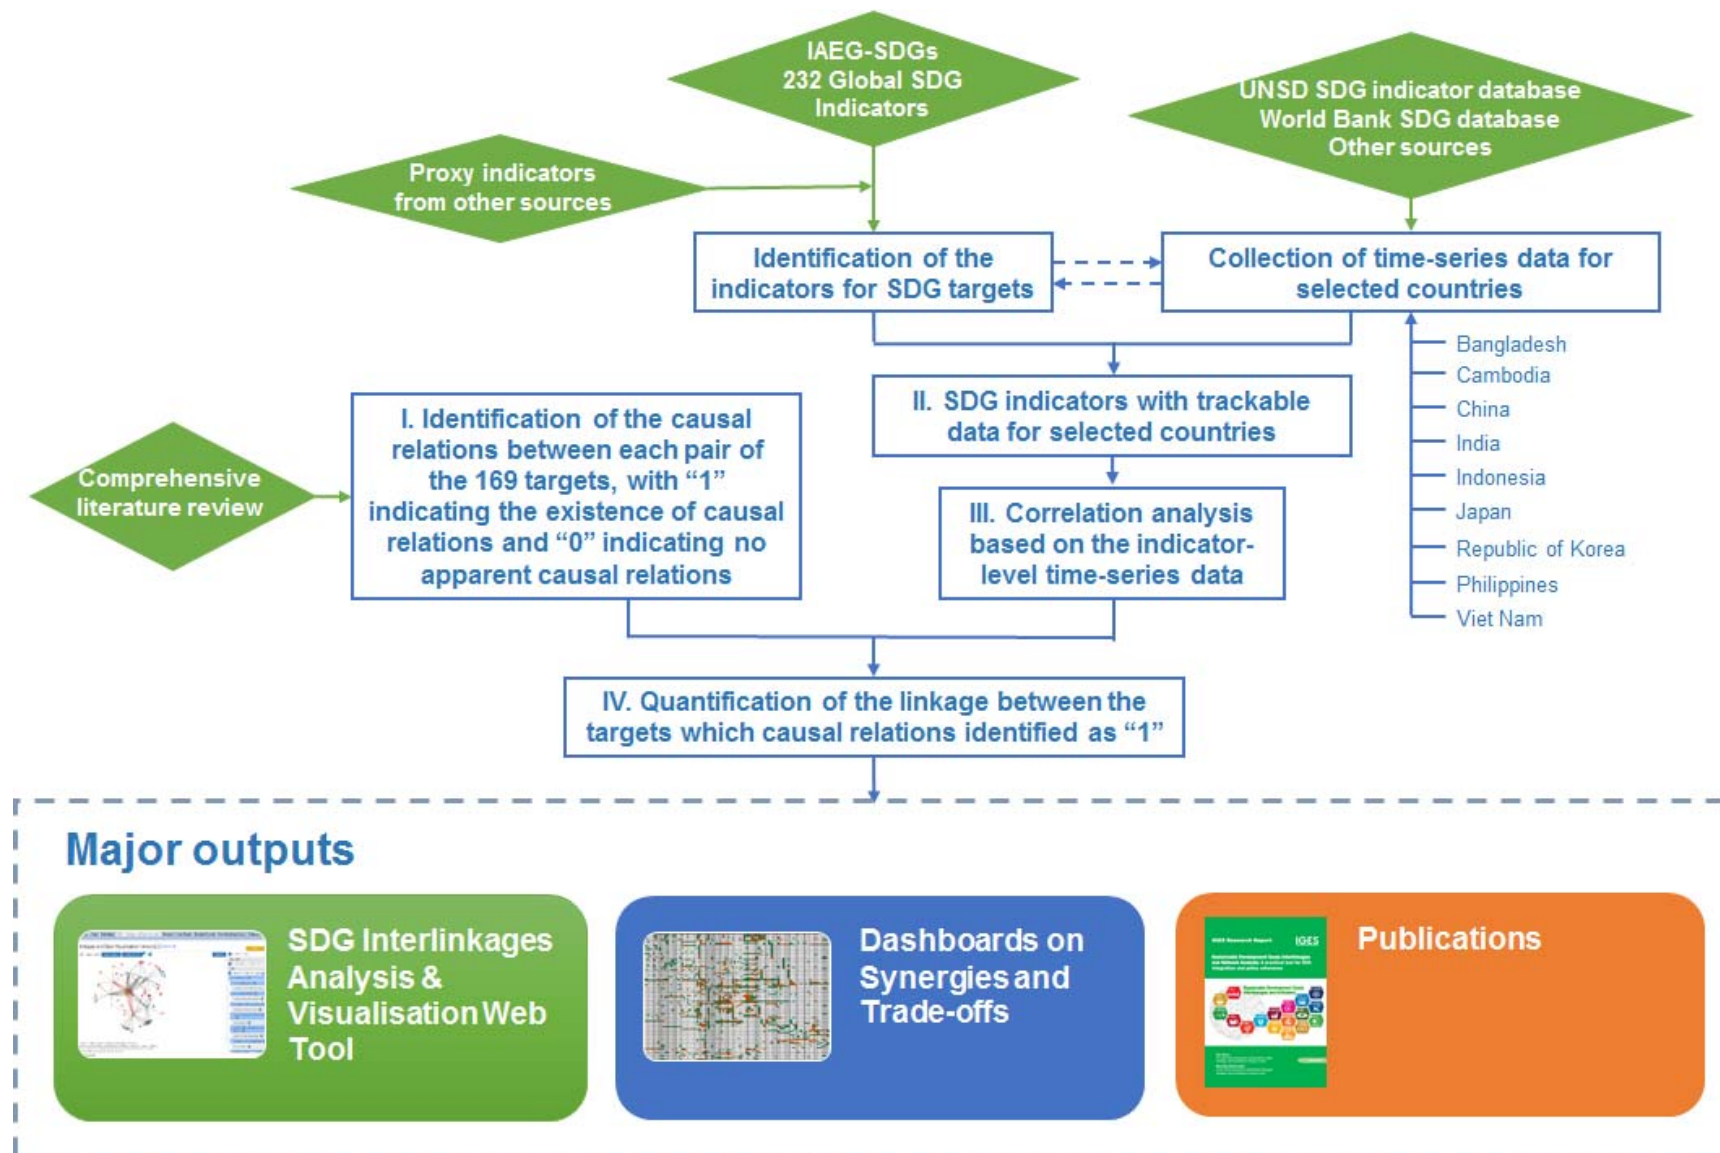 IAEG-SDGs
232 Global SDG
Indicators
UNSD SDG indicator database
World Bank SDG database
Other sources
Proxy indicators
from other sources
Identification of the
indicators for SDG targets
Collection of time-series data for
selected countries
Bangladesh
Cambodia
China
India
Indonesia
Japan
Republic of Korea
Philippines
Viet Nam
II. SDG indicators with trackable
data for selected countries
Comprehensive
literature review
I. Identification of the causal
relations between each pair of
the 169 targets, with “1”
indicating the existence of causal
relations and “0” indicating no
apparent causal relations
III. Correlation analysis
based on the indicator-
level time-series data
IV. Quantification of the linkage between the
targets which causal relations identified as “1”
Major outputs
SDG Interlinkages
Analysis &
Visualisation Web
Tool
Dashboards on
Synergies and
Trade-offs
IGES Research Report
IGES
Publications